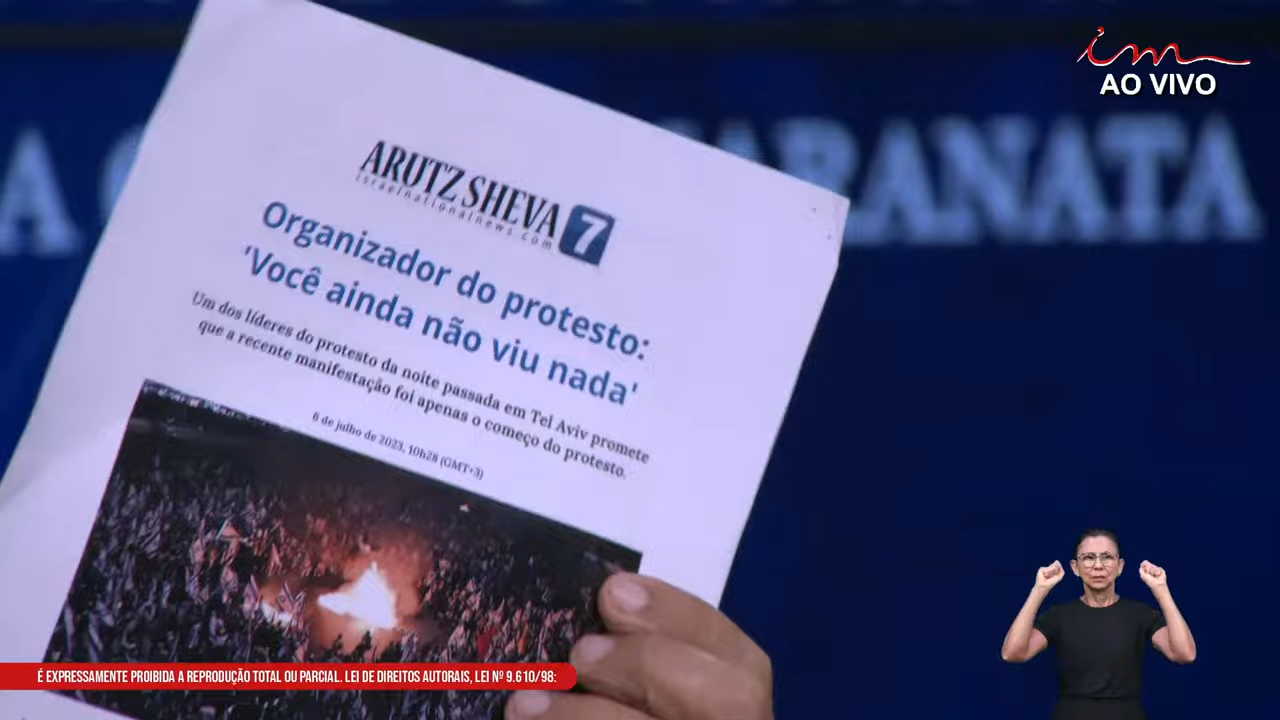 im
AO VIVO
ARANATA
ARUTZ SHEVA 7
israelnationalnews.com
Organizador do protesto:
'Você ainda não viu nada'
Um dos líderes do protesto da noite passada em Tel Aviv promete
que a recente manifestação foi apenas o começo do protesto.
6 de julho de 2023, 10h28 (GMT+3)
É EXPRESSAMENTE PROIBIDA A REPRODUÇÃO TOTAL OU PARCIAL. LEI DE DIREITOS AUTORAIS, LEI Nº 9.610/98: